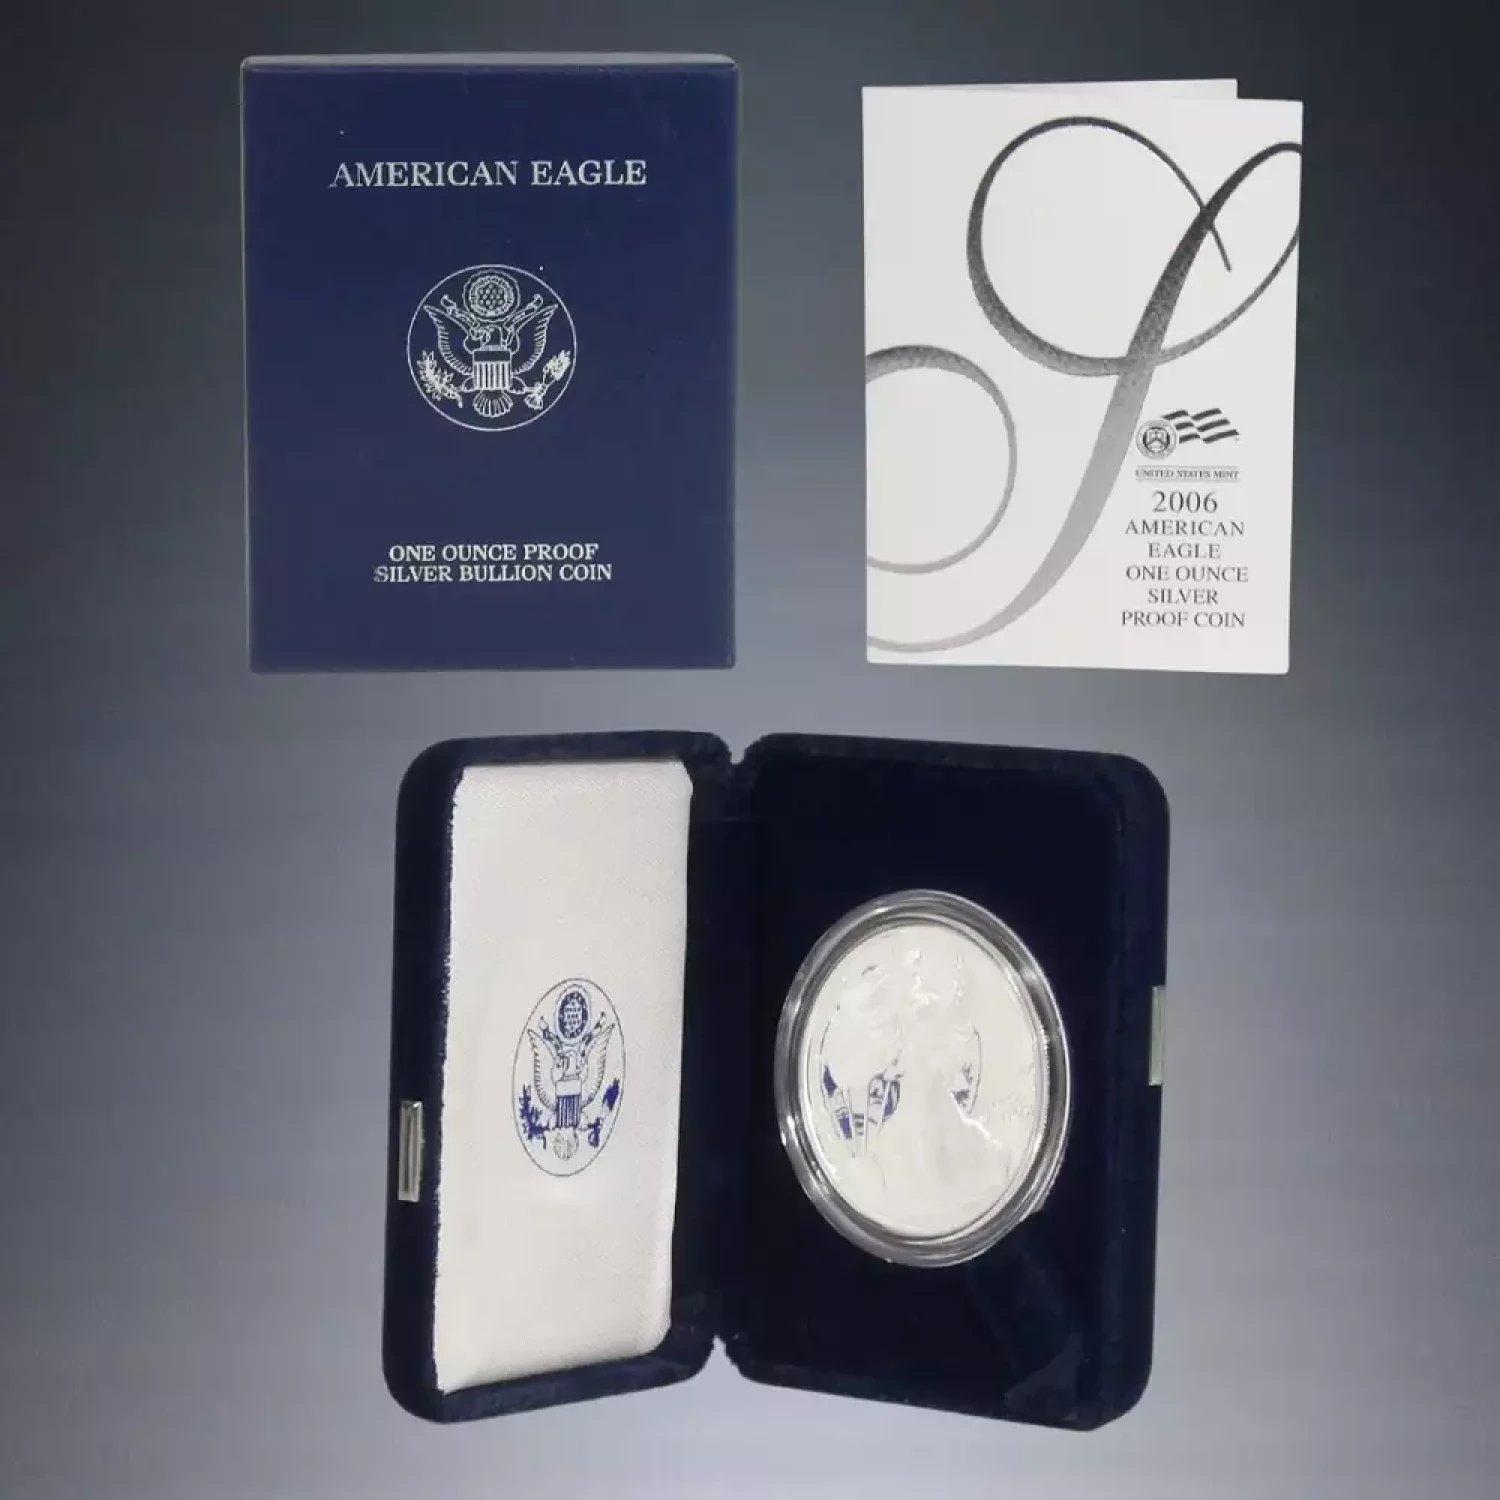 AMERICAN EAGLE
ONE OUNCE PROOF
SILVER BULLION COIN
UNITED STATES MINT
2006
AMERICAN
EAGLE
ONE OUNCE
SILVER
PROOF COIN